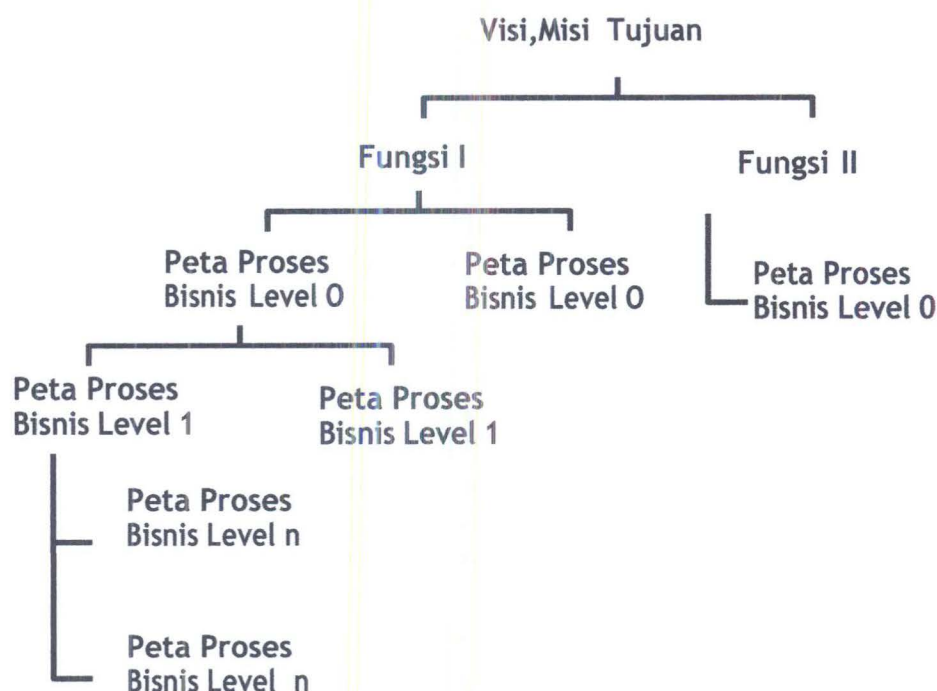 Visi,Misi Tujuan
Fungsi I
Fungsi II
Peta Proses
Bisnis Level 0
Peta Proses
Bisnis Level 0
Peta Proses
Bisnis Level 0
Peta Proses
Bisnis Level 1
Peta Proses
Bisnis Level 1
Peta Proses
Bisnis Level n
Peta Proses
Bisnis Level n